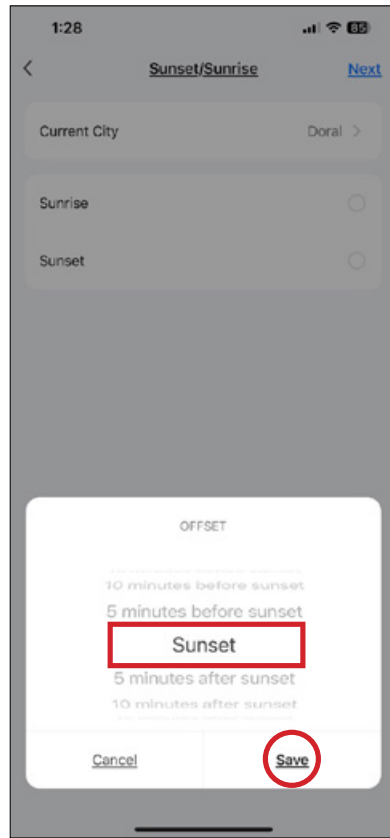 1:28 85
Sunset/Sunrise Next
Current City Doral
Sunrise
Sunset
OFFSET
10 minutes before sunset
5 minutes before sunset
Sunset
5 minutes after sunset
10 minutes after sunset
Cancel Save